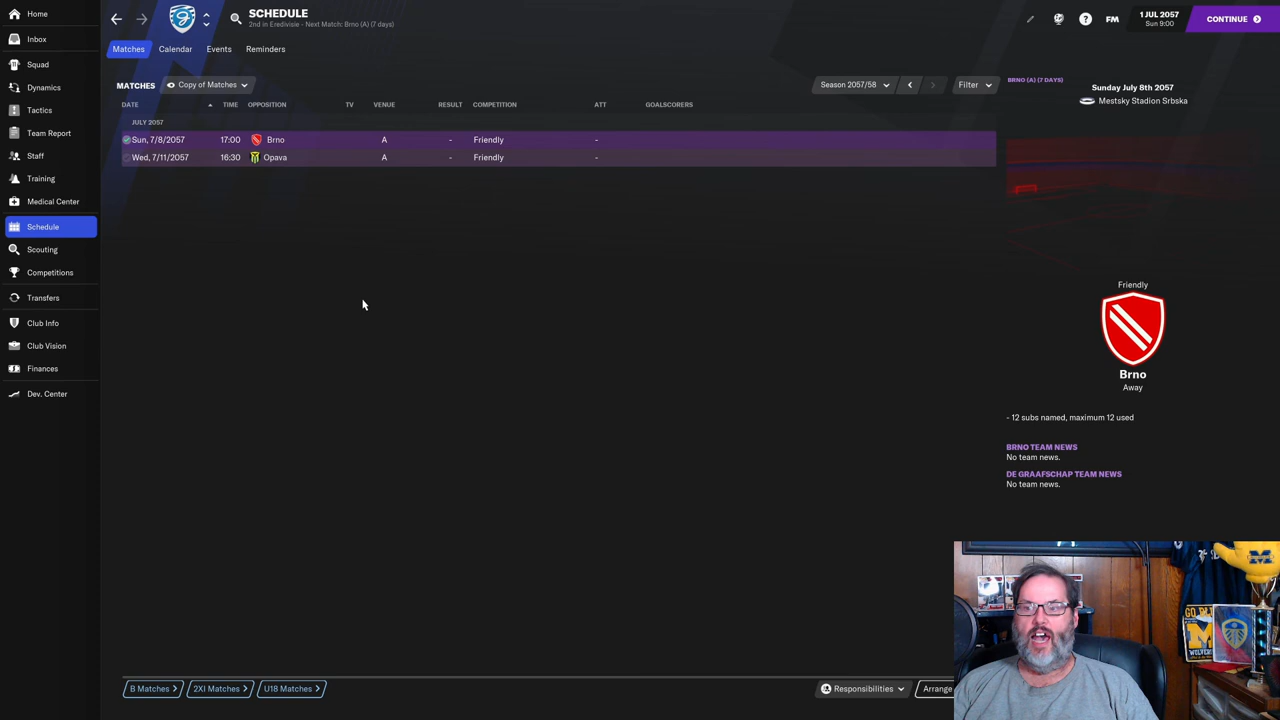 Home
SCHEDULE
2nd in Eredivisie - Next Match: Brno (A) (7 days)
FM
1 JUL 2057
Sun 9:00
CONTINUE
Inbox
Squad
Dynamics
Tactics
Team Report
Staff
Training
Medical Center
Schedule
Scouting
Competitions
Transfers
Club Info
Club Vision
Finances
Dev. Center
Matches Calendar Events Reminders
MATCHES Copy of Matches Season 2057/58 Filter
DATE TIME OPPOSITION TV VENUE RESULT COMPETITION ATT GOALSCORERS
JULY 2057
Sun, 7/8/2057 17:00 Brno A - Friendly -
Wed, 7/11/2057 16:30 Opava A - Friendly -
BRNO (A) (7 DAYS)
Sunday July 8th 2057
Mestsky Stadion Srbska
Friendly
Brno
Away
- 12 subs named, maximum 12 used
BRNO TEAM NEWS
No team news.
DE GRAAFSCHAP TEAM NEWS
No team news.
B Matches 2XI Matches U18 Matches Responsibilities Arrange
M
GO BLUE
M